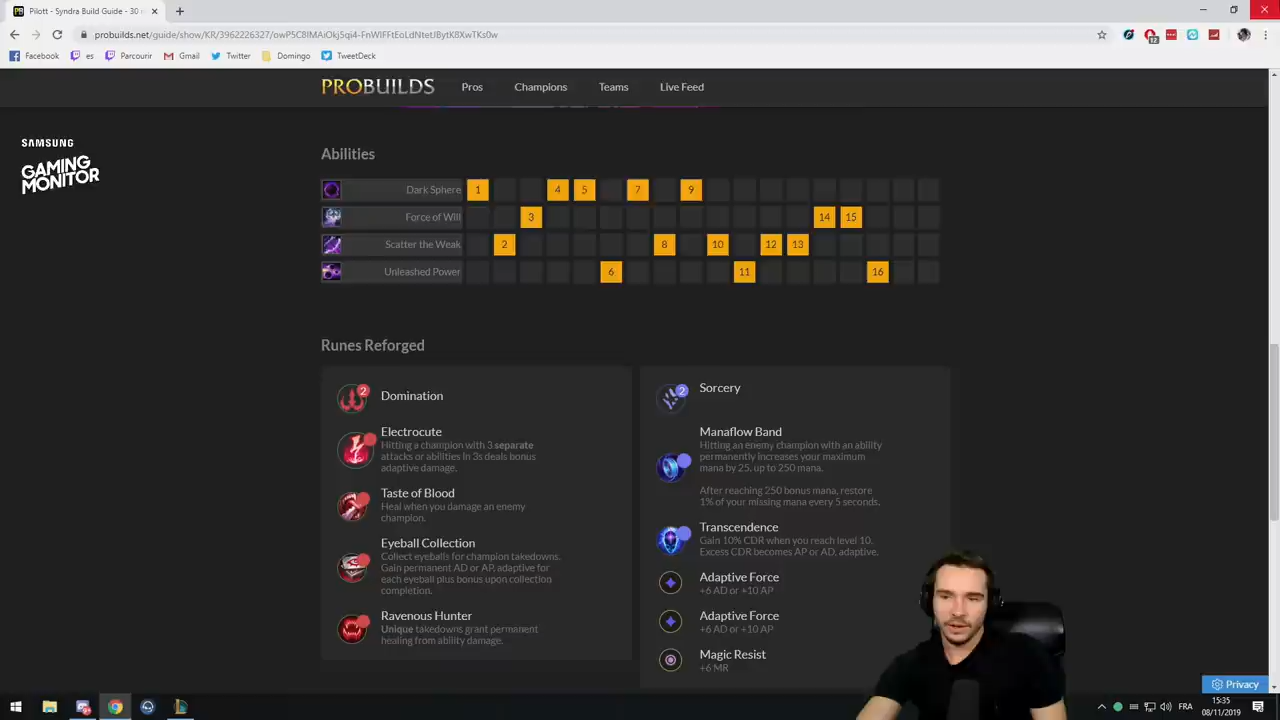 Pilott - Syndra Build Guide - 30 n
probuilds.net/guide/show/KR/3962226327/
Facebook
es
Parcourir
Gmail
Twitter
Domingo
TweetDeck
PROBUILDS
Pros
Champions
Teams
Live Feed
SAMSUNG
GAMING
MONITOR
Abilities
Dark Sphere 1 4 5 7 9
Force of Will 3 14 15
Scatter the Weak 2 8 10 12 13
Unleashed Power 6 11 16
Runes Reforged
2
Domination
Electrocute
Hitting a champion with 3 separate
attacks or abilities in 3s deals bonus
adaptive damage.
Taste of Blood
Heal when you damage an enemy
champion.
Eyeball Collection
Collect eyeballs for champion takedowns.
Gain permanent AD or AP, adaptive for
each eyeball plus bonus upon collection
completion.
Ravenous Hunter
Unique takedowns grant permanent
healing from ability damage.
2
Sorcery
Manaflow Band
Hitting an enemy champion with an ability
permanently increases your maximum
mana by 25, up to 250 mana.
After reaching 250 bonus mana, restore
1% of your missing mana every 5 seconds.
Transcendence
Gain 10% CDR when you reach level 10.
Excess CDR becomes AP or AD, adaptive.
Adaptive Force
+6 AD or +10 AP
Adaptive Force
+6 AD or +10 AP
Magic Resist
+6 MR
Privacy
FRA
15:35
08/11/2019